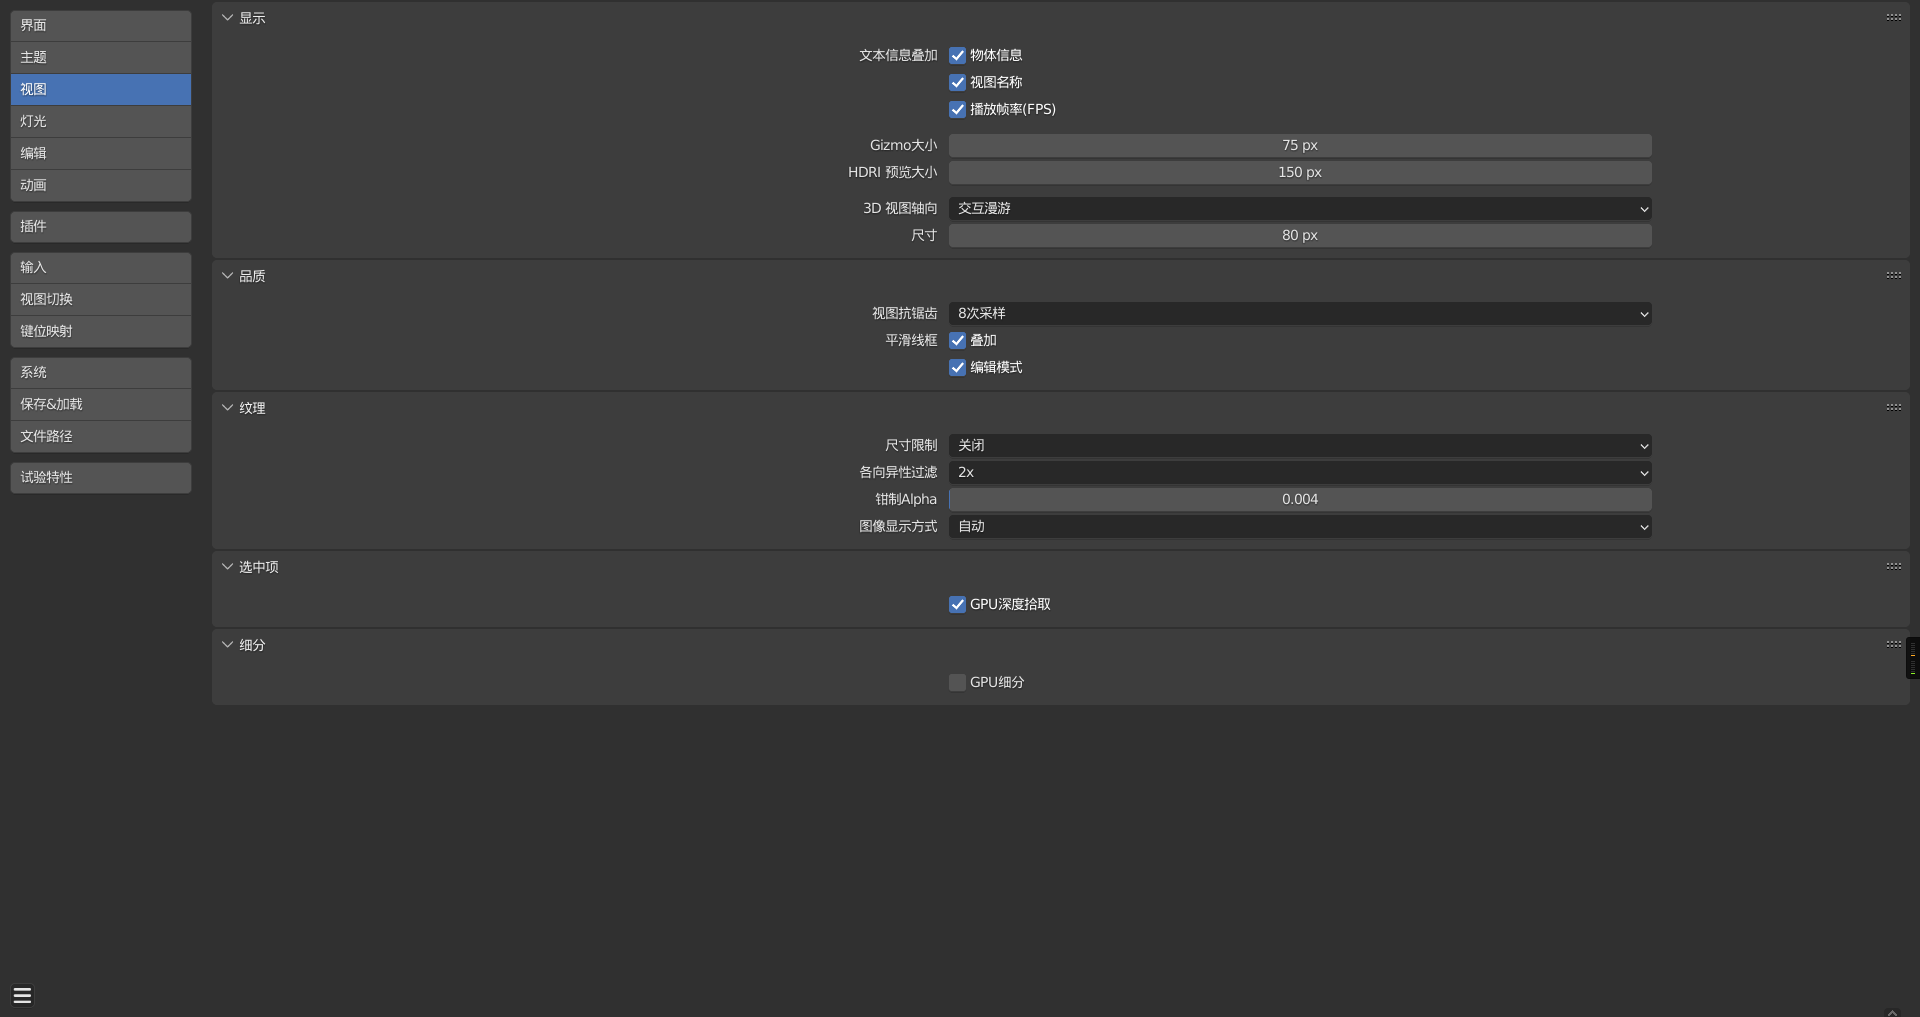 界面
主题
视图
灯光
编辑
动画
插件
输入
视图切换
键位映射
系统
保存&加载
文件路径
试验特性
显示
文本信息叠加 物体信息
视图名称
播放帧率(FPS)
Gizmo大小 75 px
HDRI 预览大小 150 px
3D 视图轴向 交互漫游
尺寸 80 px
品质
视图抗锯齿 8次采样
平滑线框 叠加
编辑模式
纹理
尺寸限制 关闭
各向异性过滤 2x
钳制Alpha 0.004
图像显示方式 自动
选中项
GPU深度拾取
细分
GPU细分